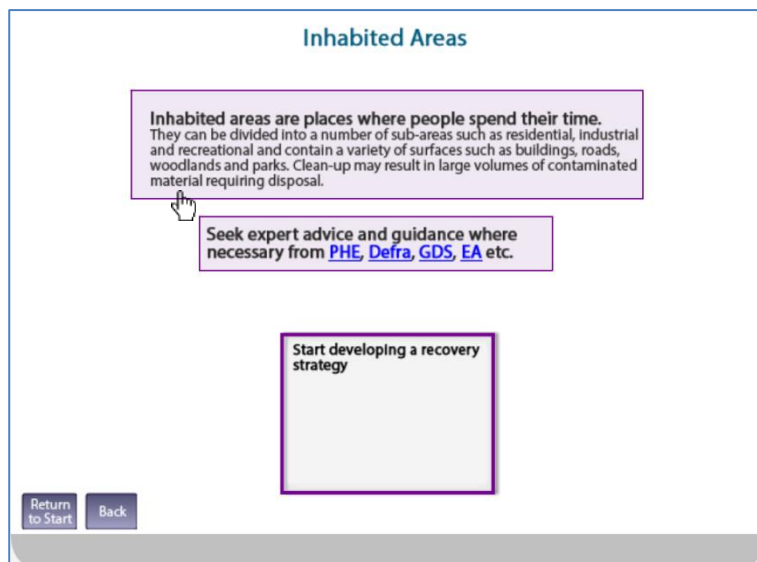 Inhabited Areas
Inhabited areas are places where people spend their time.
They can be divided into a number of sub-areas such as residential, industrial
and recreational and contain a variety of surfaces such as buildings, roads,
woodlands and parks. Clean-up may result in large volumes of contaminated
material requiring disposal.
Seek expert advice and guidance where
necessary from PHE, Defra, GDS, EA etc.
Start developing a recovery
strategy
Return
to Start
Back